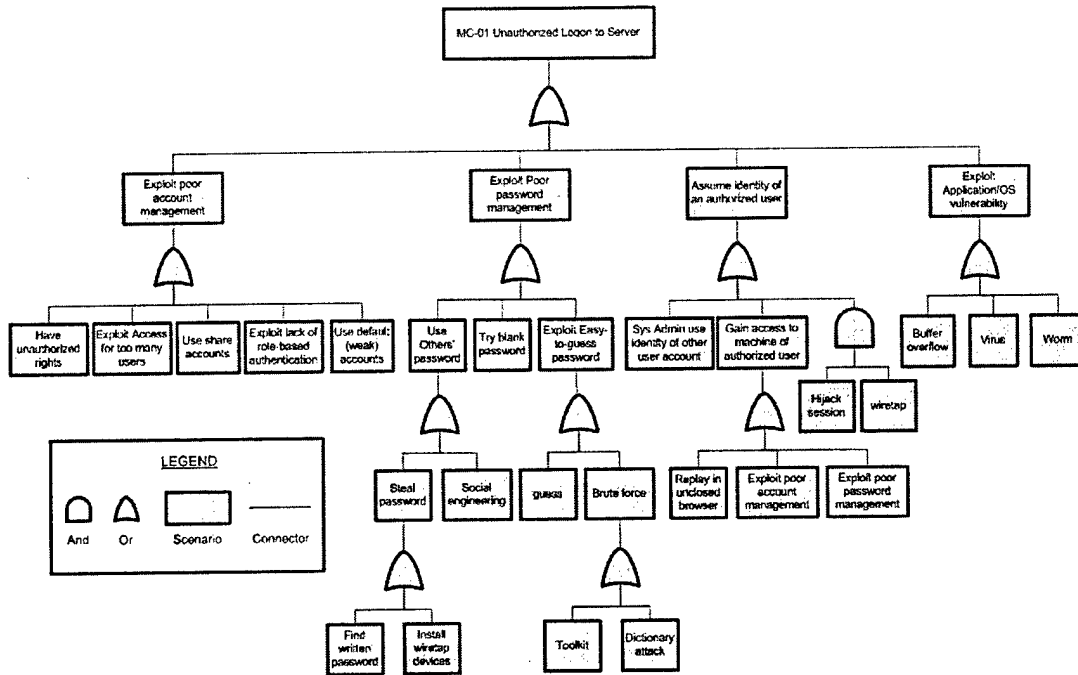 MC-01 Unauthorized Logon to Server
Exploit poor
account
management
Exploit Poor
password
management
Assume identity of
an authorized user
Exploit
Application/OS
vulnerability
Have
unauthorized
rights
Exploit Access
for too many
users
Use share
accounts
Exploit lack of
role-based
authentication
Use default
(weak)
accounts
Use
Others'
password
Try blank
password
Exploit Easy-
to-guess
password
Sys Admin use
identity of other
user account
Gain access to
machine of
authorized user
Buffer
overflow
Virus
Worm
Hijack
session
wiretap
Steal
password
Social
engineering
guess
Brute force
Replay in
unclosed
browser
Exploit poor
account
management
Exploit poor
password
management
Find
written
password
Install
wiretap
devices
Toolkit
Dictionary
attack
LEGEND
And
Or
Scenario
Connector